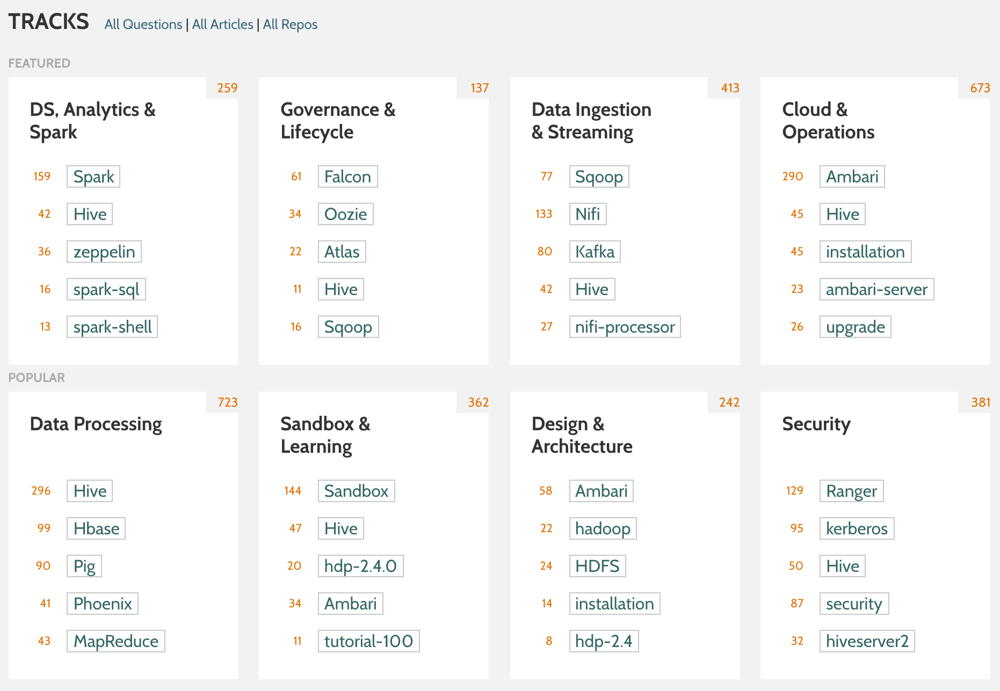 TRACKS All Questions | All Articles | All Repos
FEATURED
259
DS, Analytics &
Spark
159 Spark
42 Hive
36 zeppelin
16 spark-sql
13 spark-shell
137
Governance &
Lifecycle
61 Falcon
34 Oozie
22 Atlas
11 Hive
16 Sqoop
413
Data Ingestion
& Streaming
77 Sqoop
133 Nifi
80 Kafka
42 Hive
27 nifi-processor
673
Cloud &
Operations
290 Ambari
45 Hive
45 installation
23 ambari-server
26 upgrade
POPULAR
723
Data Processing
296 Hive
99 Hbase
90 Pig
41 Phoenix
43 MapReduce
362
Sandbox &
Learning
144 Sandbox
47 Hive
20 hdp-2.4.0
34 Ambari
11 tutorial-100
242
Design &
Architecture
58 Ambari
22 hadoop
24 HDFS
14 installation
8 hdp-2.4
381
Security
129 Ranger
95 kerberos
50 Hive
87 security
32 hiveserver2